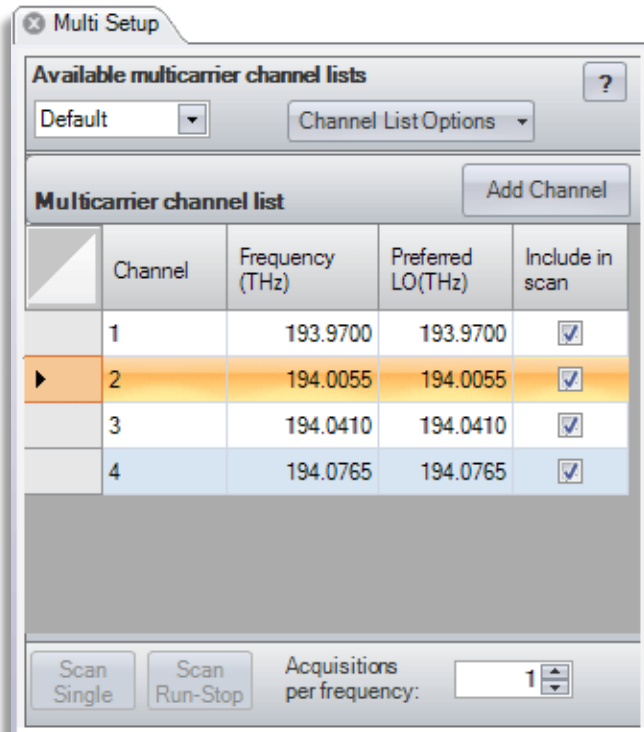 Multi Setup
Available multicarrier channel lists
?
Default
Channel List Options
Multicarrier channel list
Add Channel
Channel
Frequency
(THz)
Preferred
LO(THz)
Include in
scan
1 193.9700 193.9700
2 194.0055 194.0055
3 194.0410 194.0410
4 194.0765 194.0765
Scan
Single
Scan
Run-Stop
Acquisitions
per frequency:
1